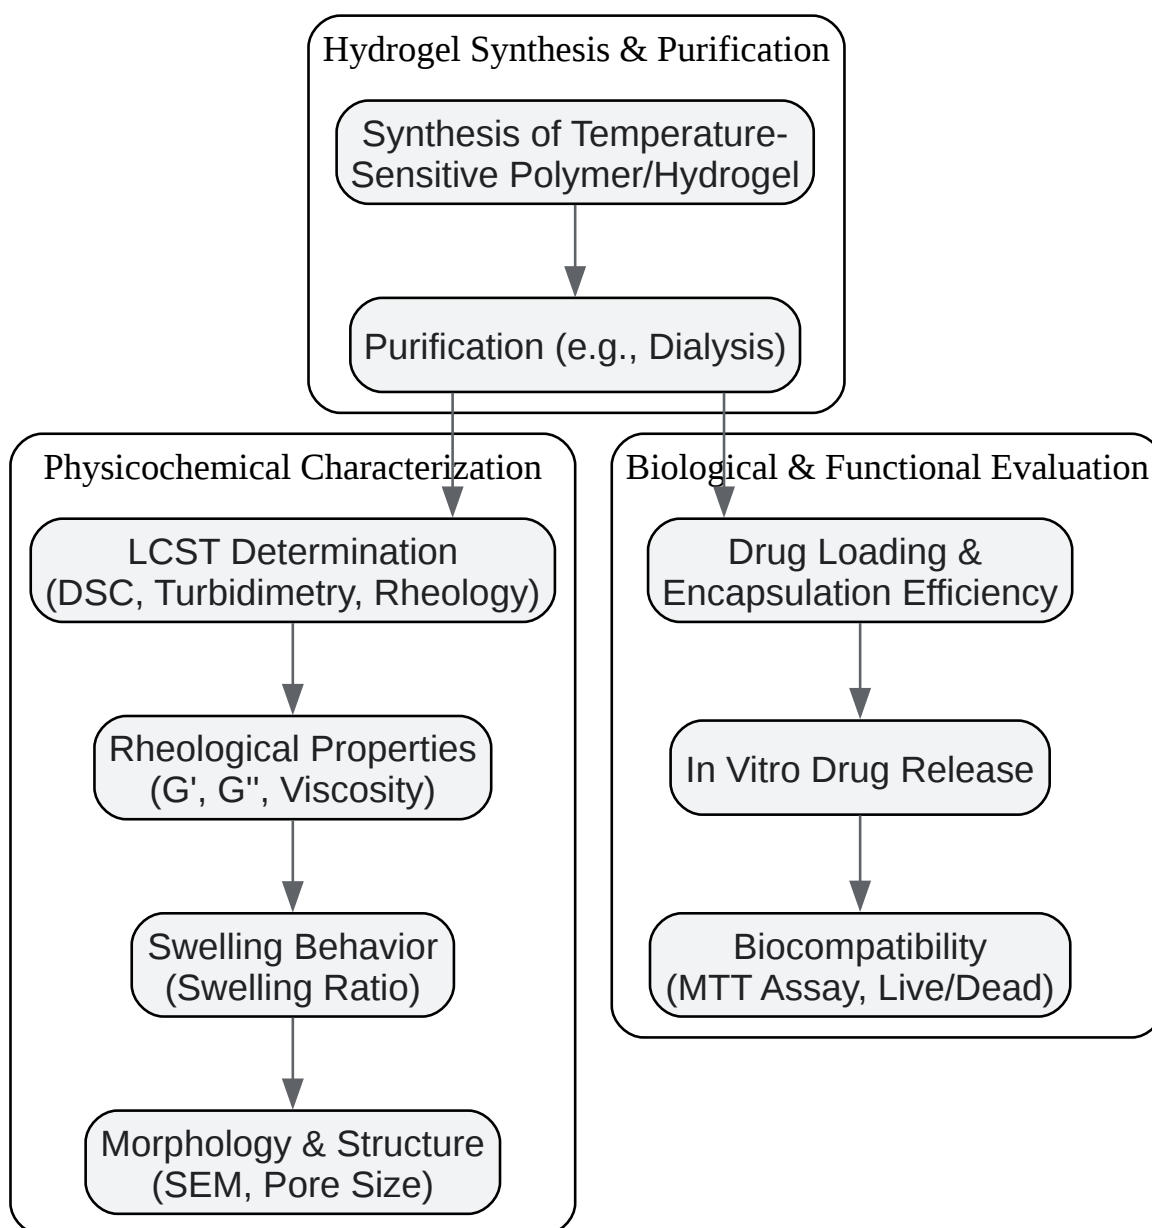 Hydrogel Synthesis & Purification
Synthesis of Temperature-
Sensitive Polymer/Hydrogel
Purification (e.g., Dialysis)
Physicochemical Characterization
LCST Determination
(DSC, Turbidimetry, Rheology)
Rheological Properties
(G', G'', Viscosity)
Swelling Behavior
(Swelling Ratio)
Morphology & Structure
(SEM, Pore Size)
Biological & Functional Evaluation
Drug Loading &
Encapsulation Efficiency
In Vitro Drug Release
Biocompatibility
(MTT Assay, Live/Dead)